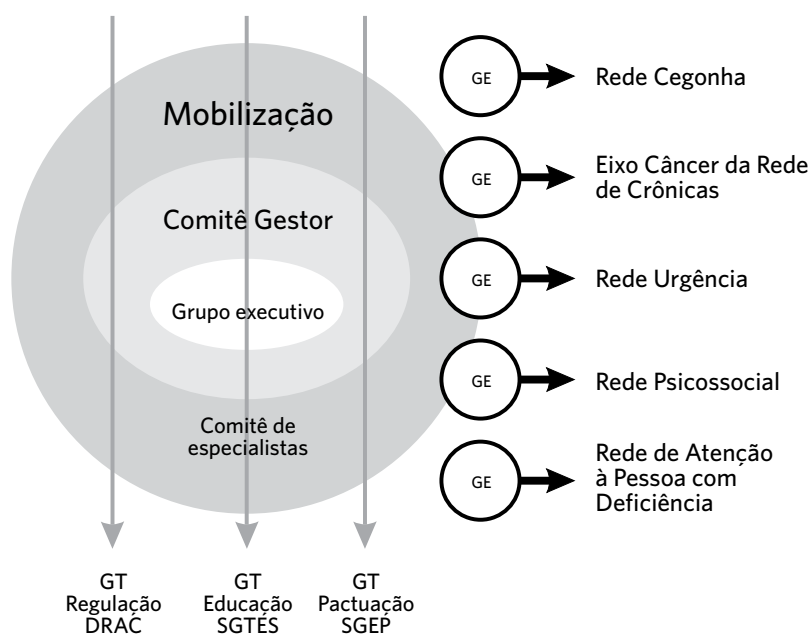 Mobilização
Comitê Gestor
Grupo executivo
Comitê de
especialistas
GE
Rede Cegonha
GE
Eixo Câncer da Rede
de Crônicas
GE
Rede Urgência
GE
Rede Psicossocial
GE
Rede de Atenção
à Pessoa com
Deficiência
GT
Regulação
DRAC
GT
Educação
SGTES
GT
Pactuação
SGEP